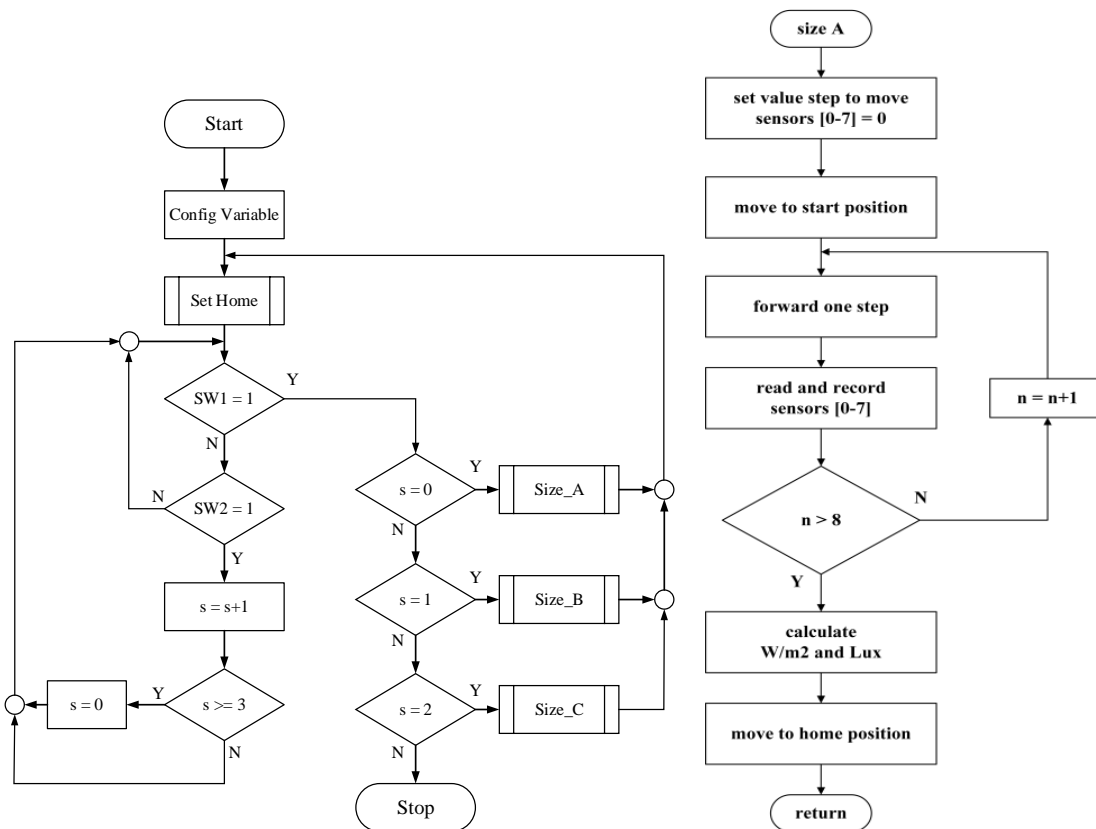 Start
Config Variable
Set Home
SW1 = 1
Y
N
SW2 = 1
N
Y
s = s+1
s >= 3
Y
s = 0
N
s = 0
Y
Size_A
N
s = 1
Y
Size_B
N
s = 2
Y
Size_C
N
Stop
size A
set value step to move
sensors [0-7] = 0
move to start position
forward one step
read and record
sensors [0-7]
n = n+1
n > 8
N
Y
calculate
W/m2 and Lux
move to home position
return